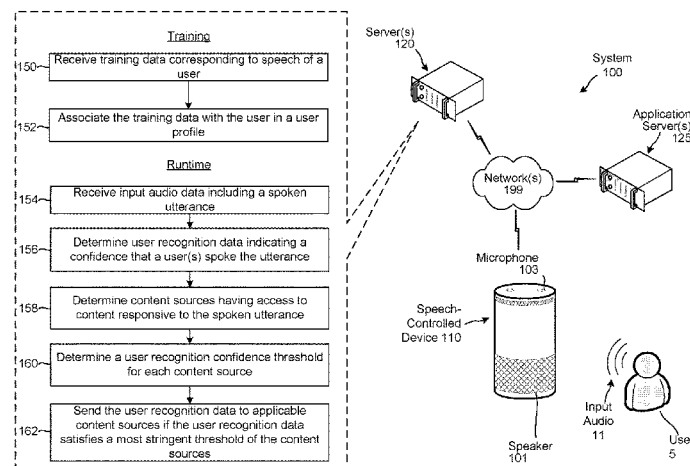 Training
150
Receive training data corresponding to speech of a
user
152
Associate the training data with the user in a user
profile
Runtime
154
Receive input audio data including a spoken
utterance
156
Determine user recognition data indicating a
confidence that a user(s) spoke the utterance
158
Determine content sources having access to
content responsive to the spoken utterance
160
Determine a user recognition confidence threshold
for each content source
162
Send the user recognition data to applicable
content sources if the user recognition data
satisfies a most stringent threshold of the content
sources
Server(s)
120
System
100
Application
Server(s)
125
Network(s)
199
Microphone
103
Speech-
Controlled
Device 110
Speaker
101
Input
Audio
11
Use
5